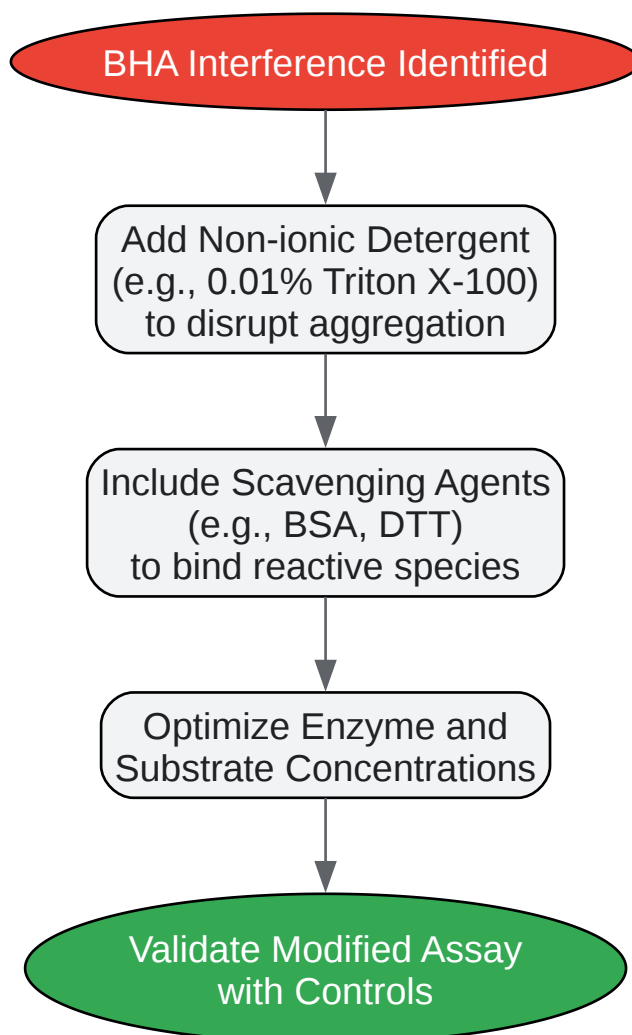 BHA Interference Identified
Add Non-ionic Detergent
(e.g., 0.01% Triton X-100)
to disrupt aggregation
Include Scavenging Agents
(e.g., BSA, DTT)
to bind reactive species
Optimize Enzyme and
Substrate Concentrations
Validate Modified Assay
with Controls